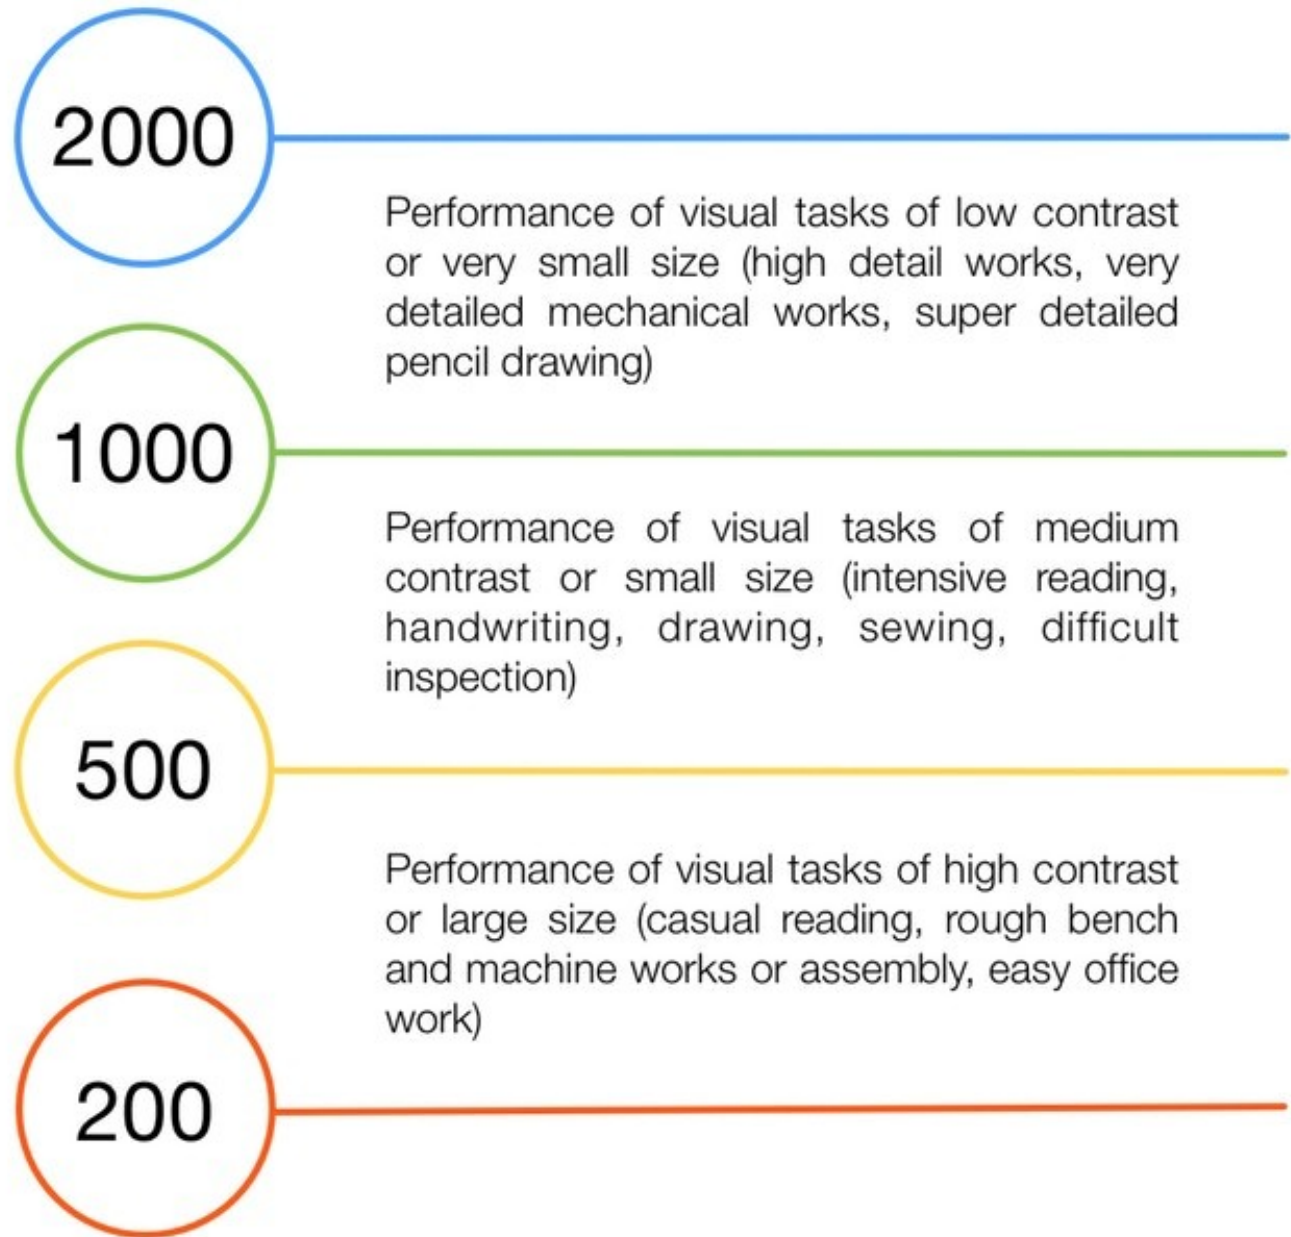 2000
Performance of visual tasks of low contrast
or very small size (high detail works, very
detailed mechanical works, super detailed
pencil drawing)
1000
Performance of visual tasks of medium
contrast or small size (intensive reading,
handwriting, drawing, sewing, difficult
inspection)
500
Performance of visual tasks of high contrast
or large size (casual reading, rough bench
and machine works or assembly, easy office
work)
200